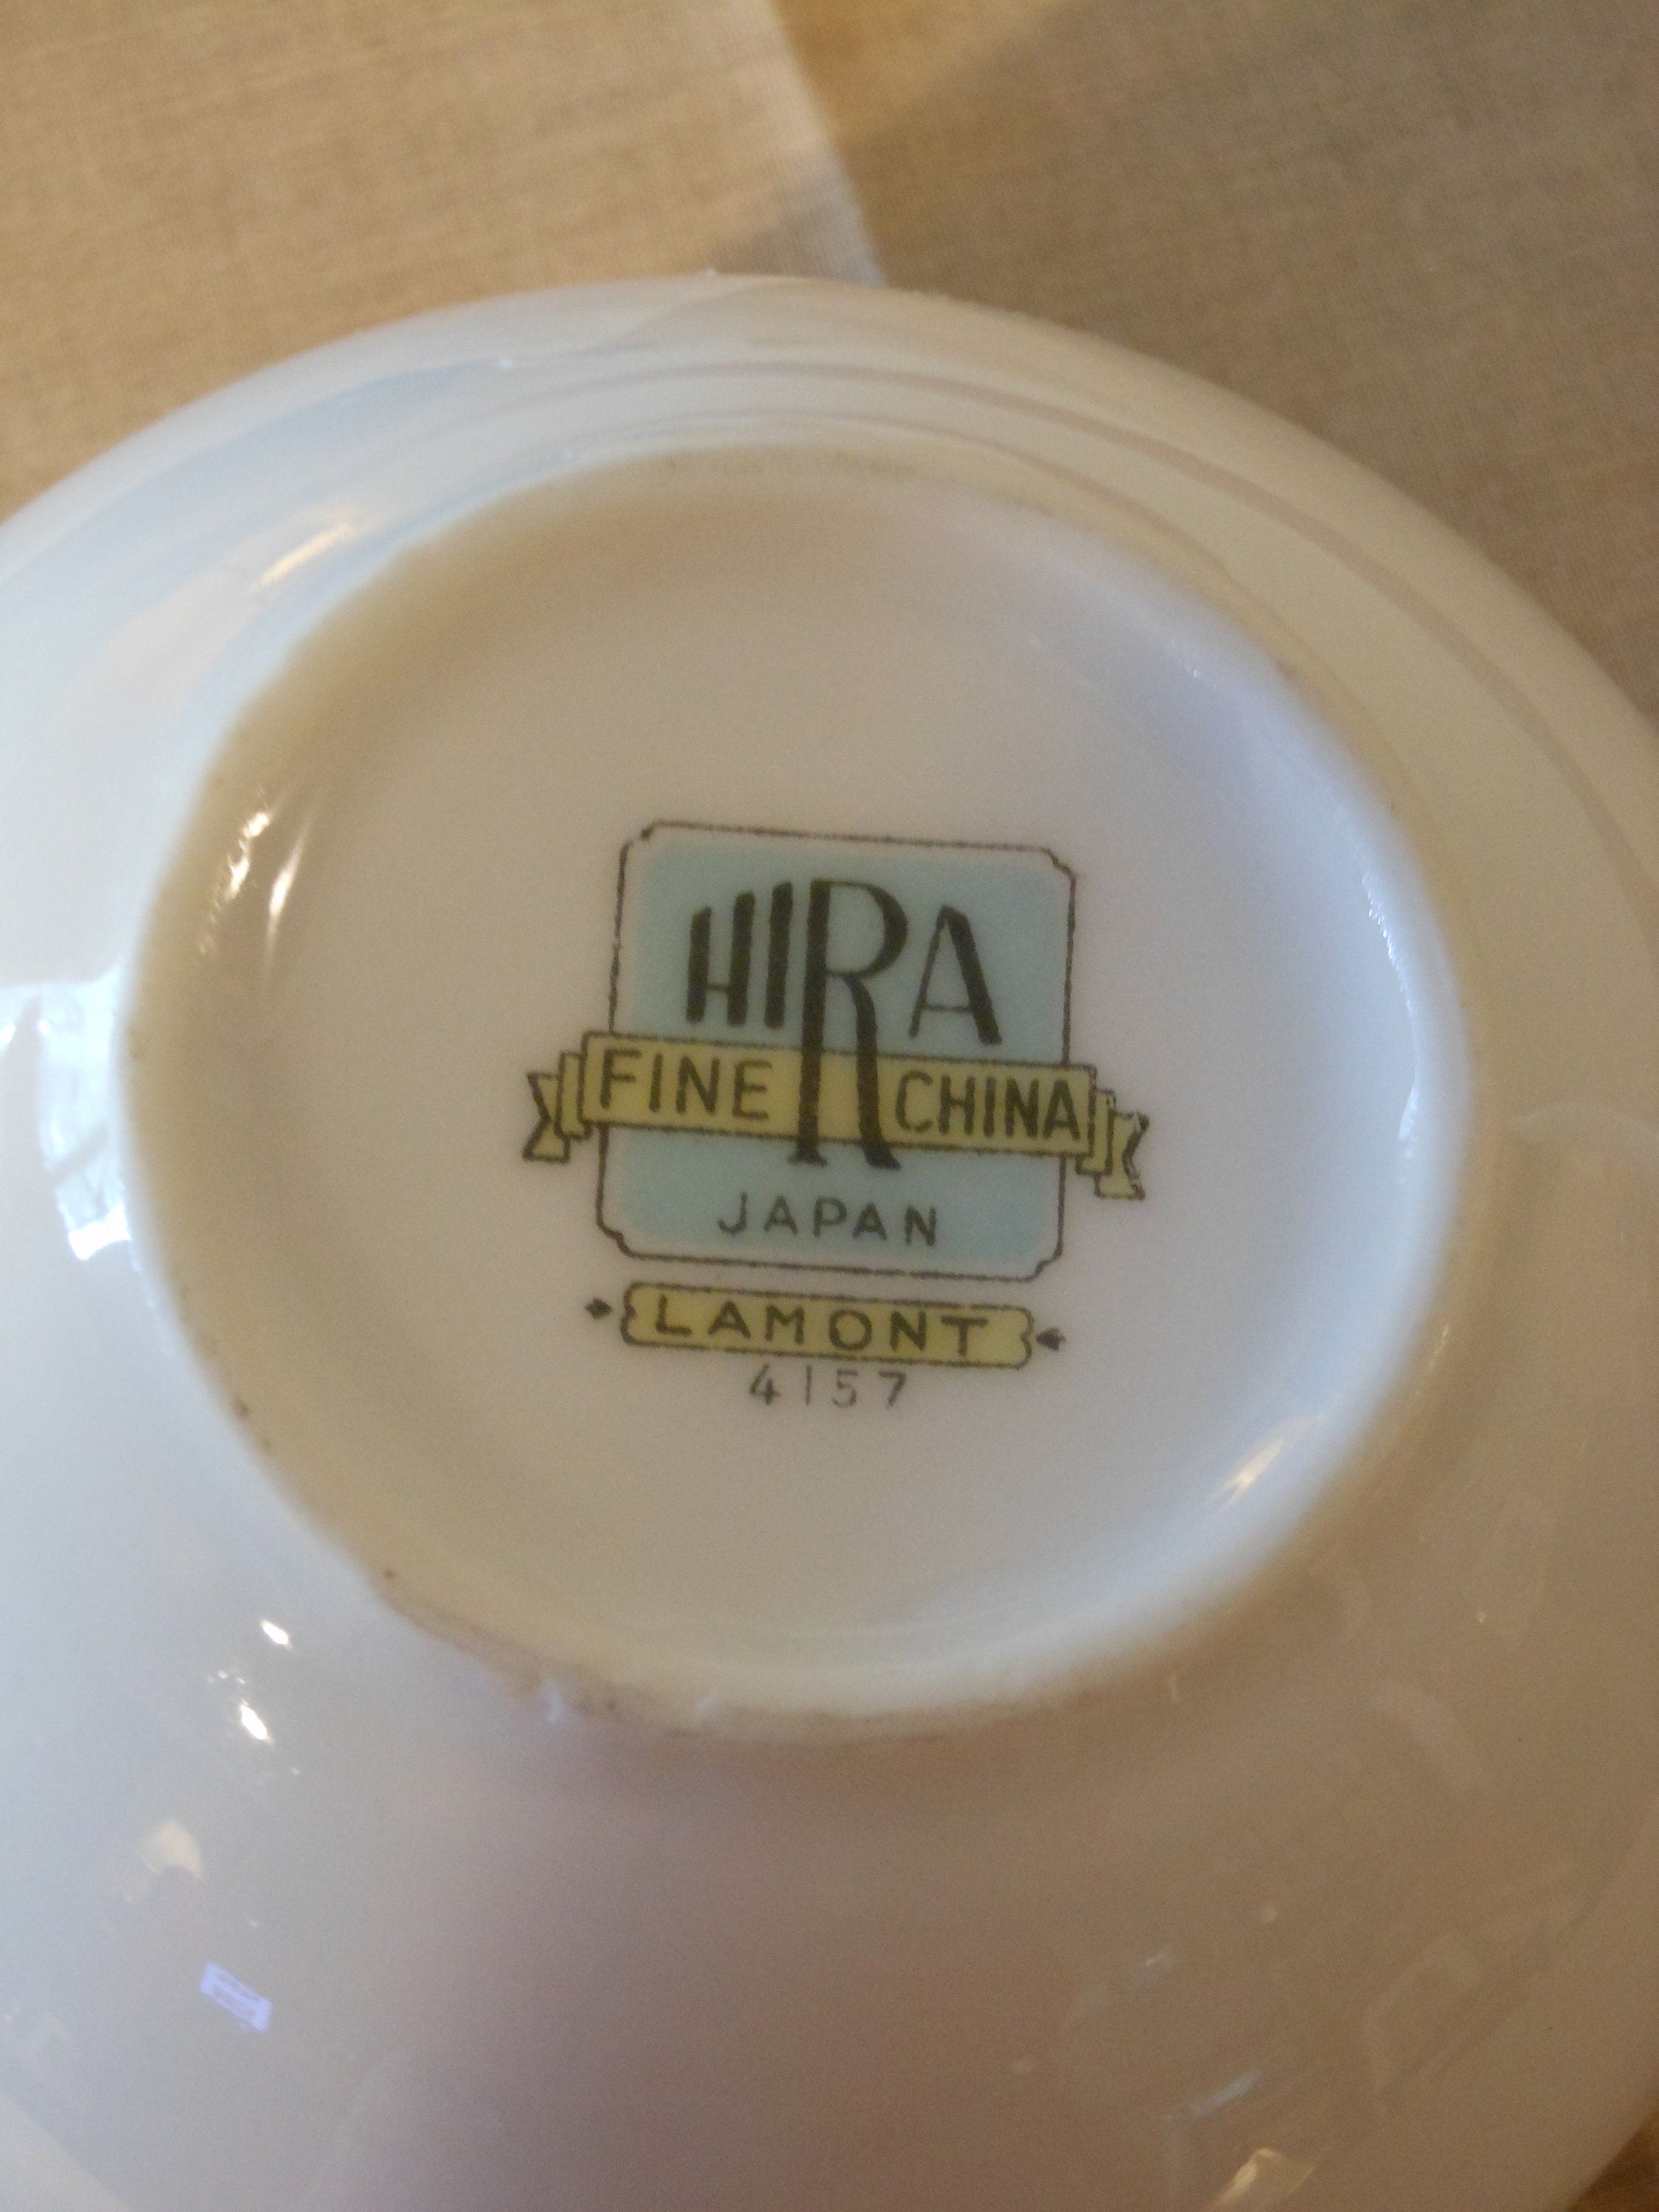 HIRA
FINE CHINA
JAPAN
LAMONT
4157